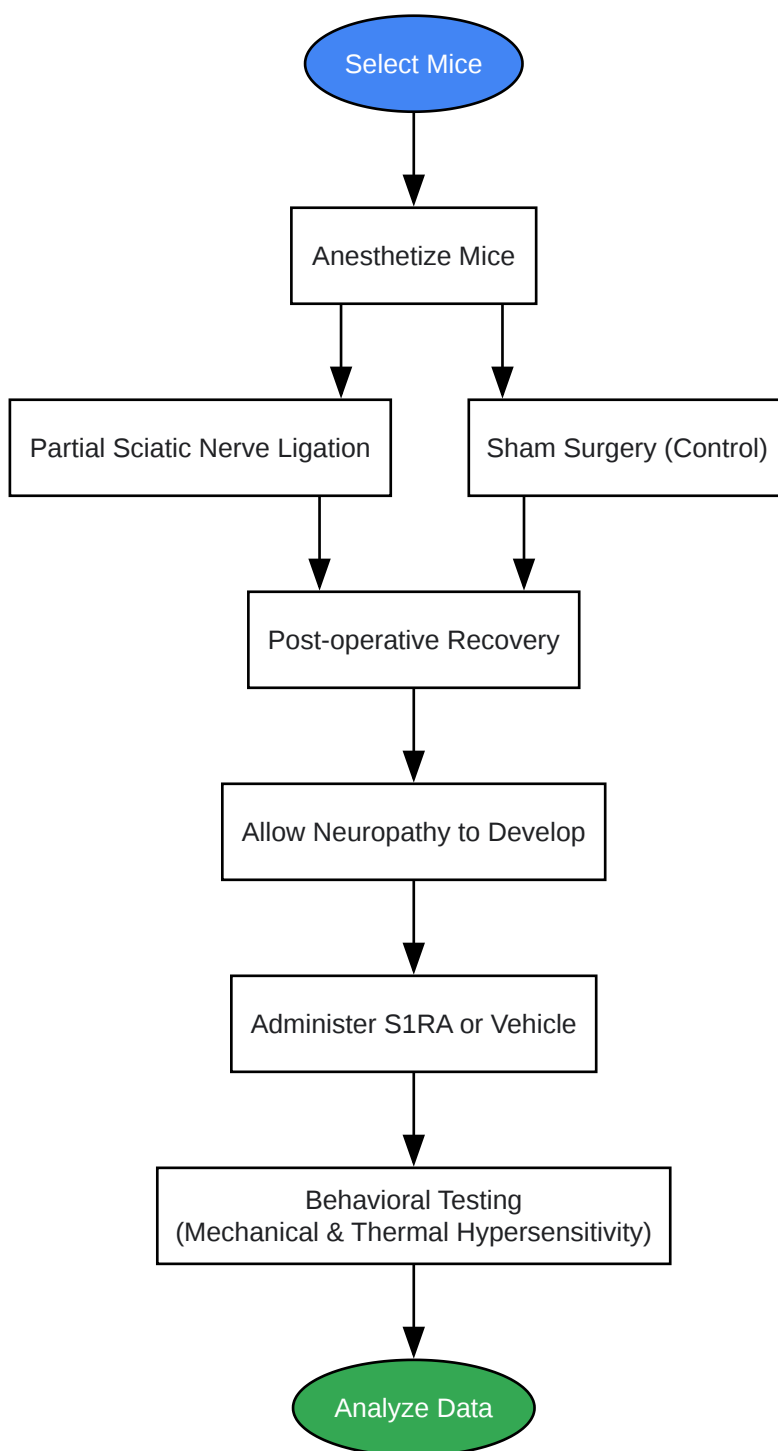 Select Mice
Anesthetize Mice
Partial Sciatic Nerve Ligation
Sham Surgery (Control)
Post-operative Recovery
Allow Neuropathy to Develop
Administer S1RA or Vehicle
Behavioral Testing
(Mechanical & Thermal Hypersensitivity)
Analyze Data